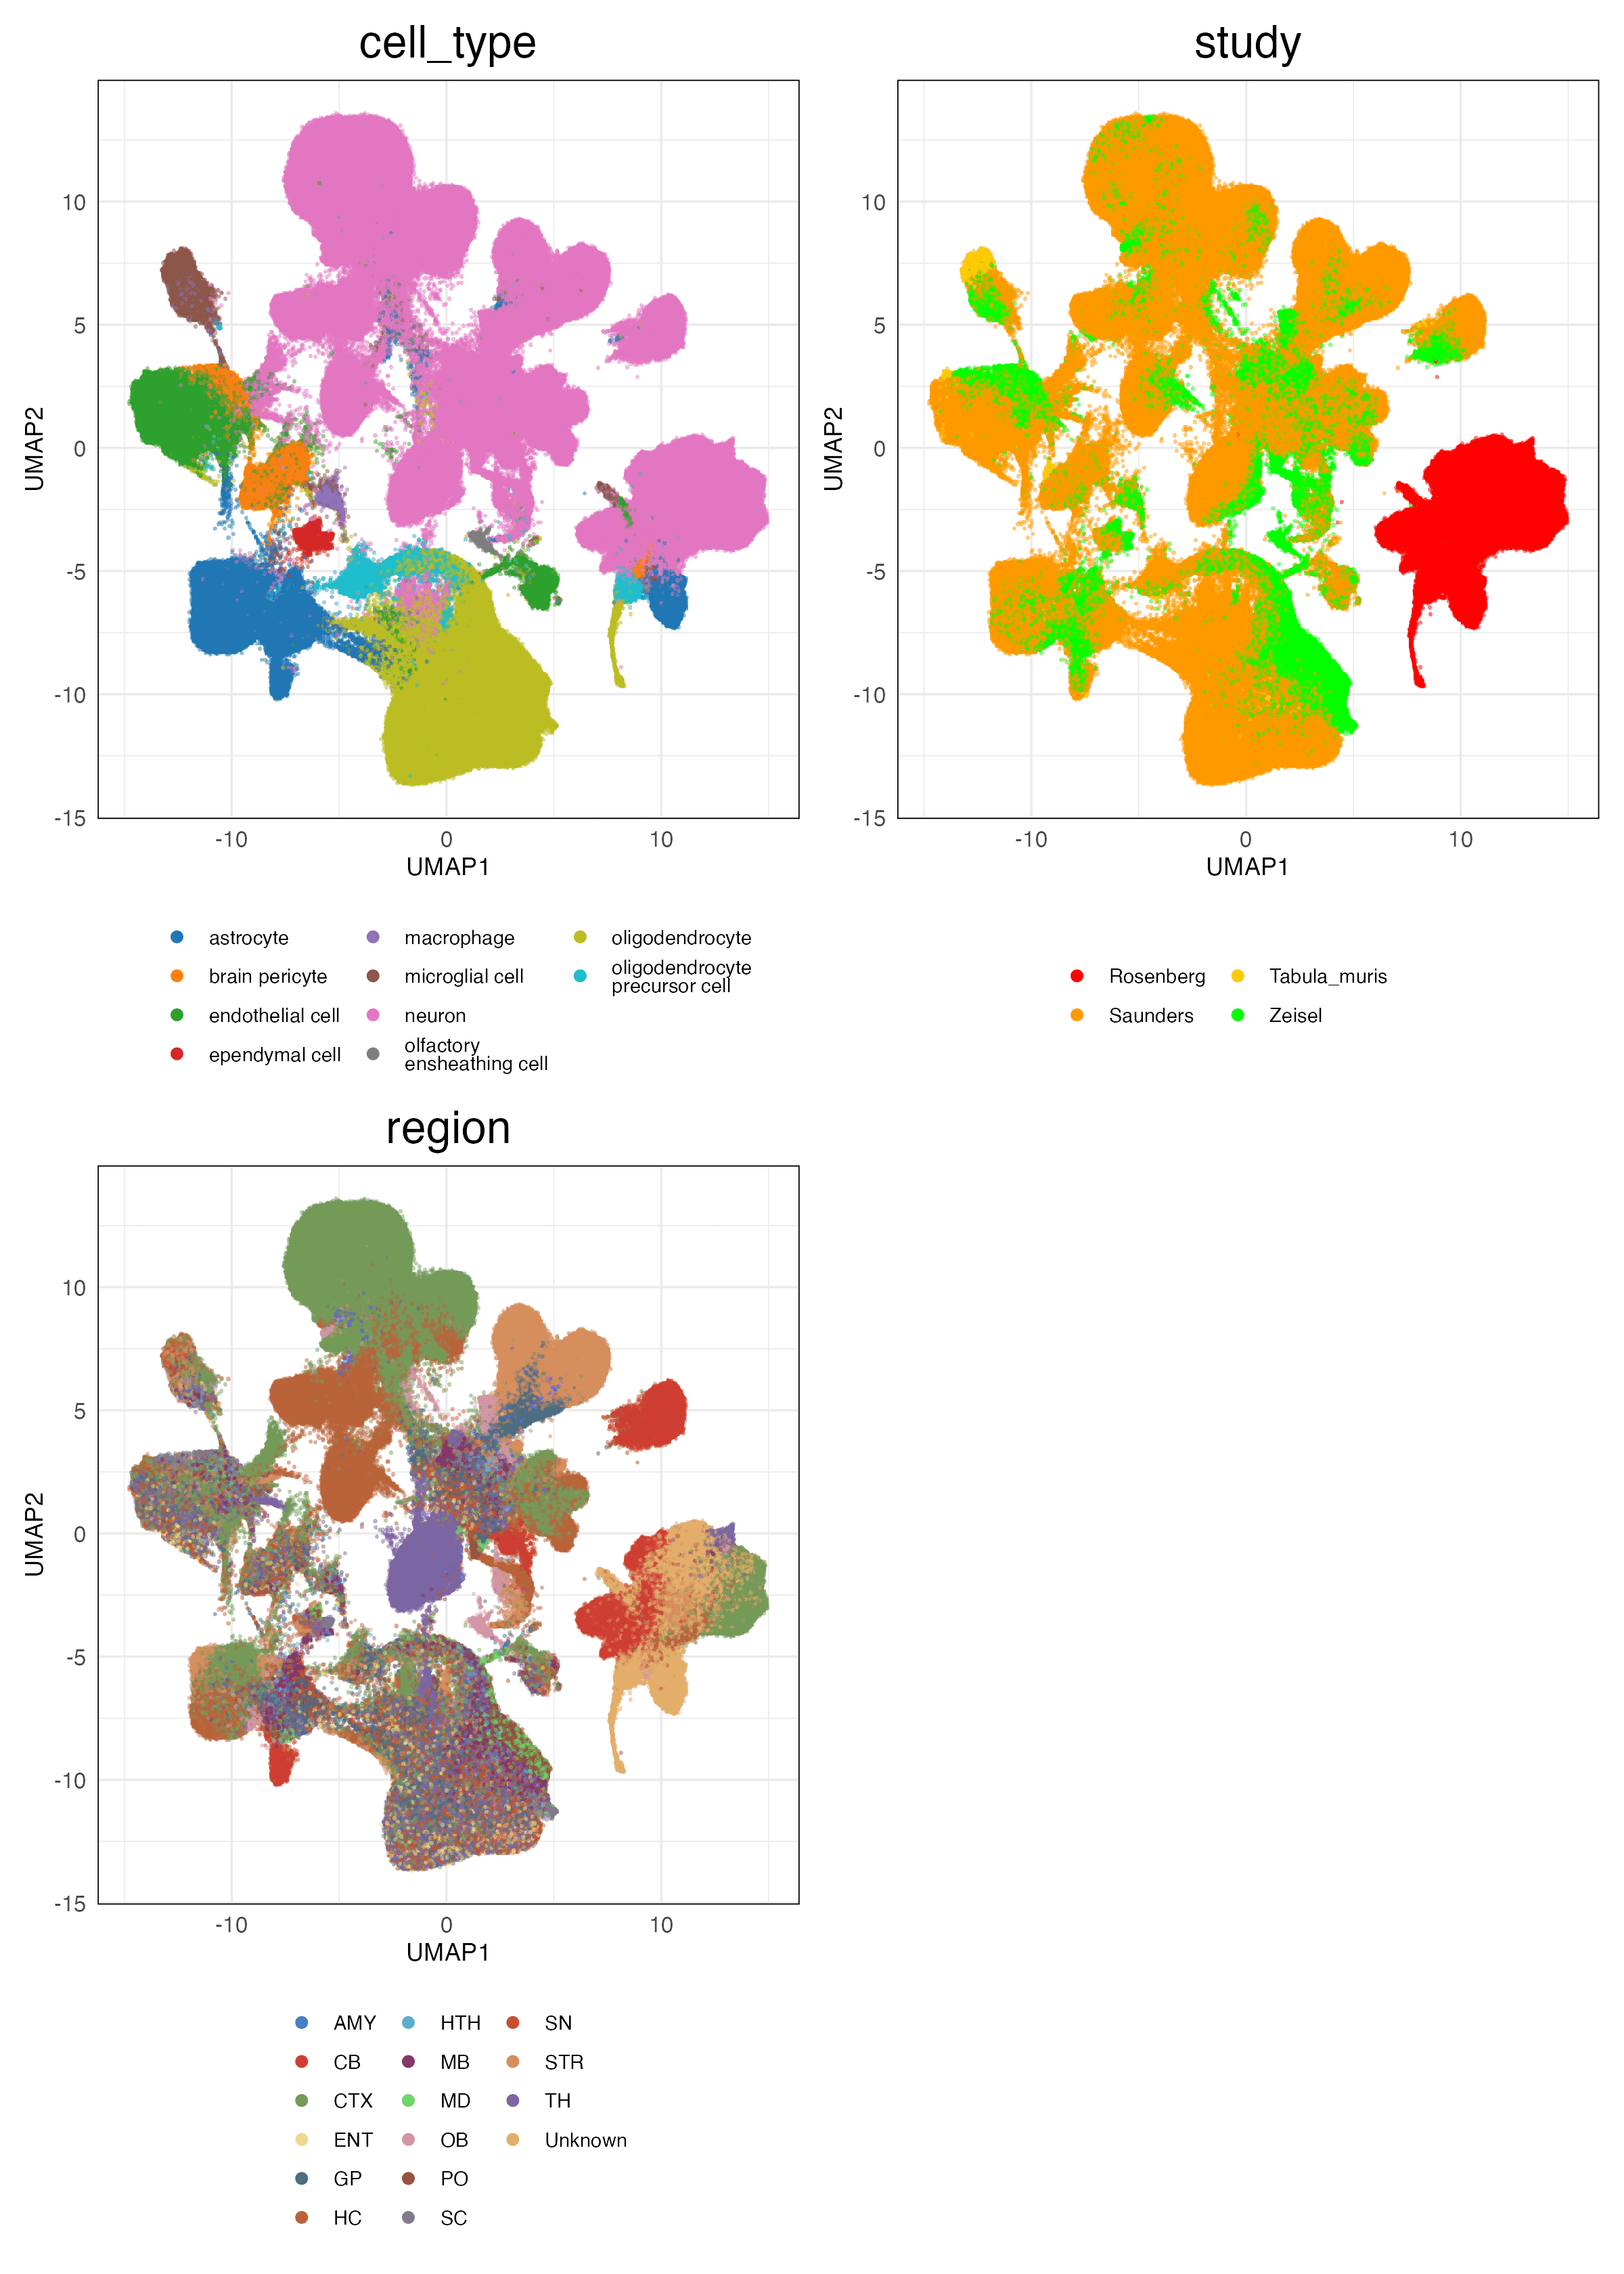 cell_type
UMAP2
10
5
0
-5
-10
-15
-10 0 10
UMAP1
astrocyte
brain pericyte
endothelial cell
ependymal cell
macrophage
microglial cell
neuron
olfactory
ensheathing cell
oligodendrocyte
oligodendrocyte
precursor cell
study
UMAP2
10
5
0
-5
-10
-15
-10 0 10
UMAP1
Rosenberg
Saunders
Tabula_muris
Zeisel
region
UMAP2
10
5
0
-5
-10
-15
-10 0 10
UMAP1
AMY
CB
CTX
ENT
GP
HC
HTH
MB
MD
OB
PO
SC
SN
STR
TH
Unknown